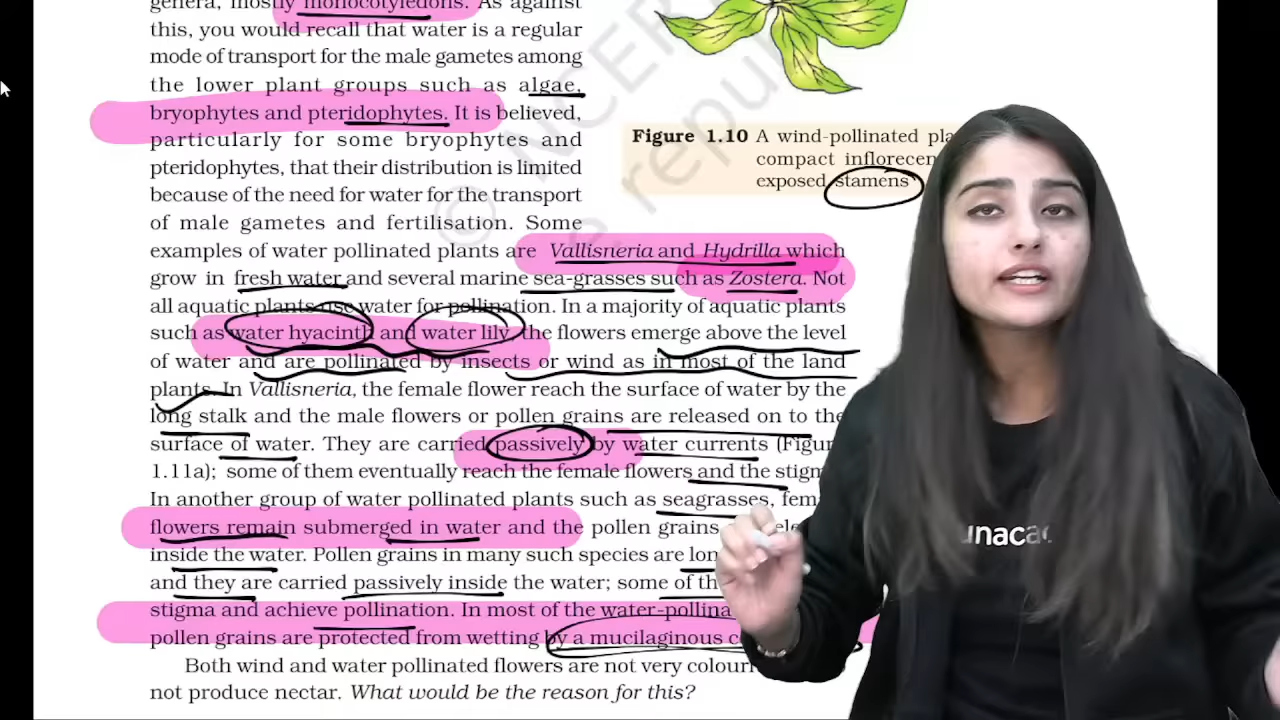 genera, mostly monocotyledons. As against
this, you would recall that water is a regular
mode of transport for the male gametes among
the lower plant groups such as algae,
bryophytes and pteridophytes. It is believed,
particularly for some bryophytes and
pteridophytes, that their distribution is limited
because of the need for water for the transport
of male gametes and fertilisation. Some
examples of water pollinated plants are Vallisneria and Hydrilla which
grow in fresh water and several marine sea-grasses such as Zostera. Not
all aquatic plants use water for pollination. In a majority of aquatic plants
such as water hyacinth and water lily, the flowers emerge above the level
of water and are pollinated by insects or wind as in most of the land
plants. In Vallisneria, the female flower reach the surface of water by the
long stalk and the male flowers or pollen grains are released on to the
surface of water. They are carried passively by water currents (Figur
1.11a); some of them eventually reach the female flowers and the stigm
In another group of water pollinated plants such as seagrasses, fem
flowers remain submerged in water and the pollen grains
inside the water. Pollen grains in many such species are lon
and they are carried passively inside the water; some of th
stigma and achieve pollination. In most of the water-pollina
pollen grains are protected from wetting by a mucilaginous c
Both wind and water pollinated flowers are not very colour
not produce nectar. What would be the reason for this?
Figure 1.10 A wind-pollinated pla
compact inflorecen
exposed stamens
© NCER
e repu
unaca